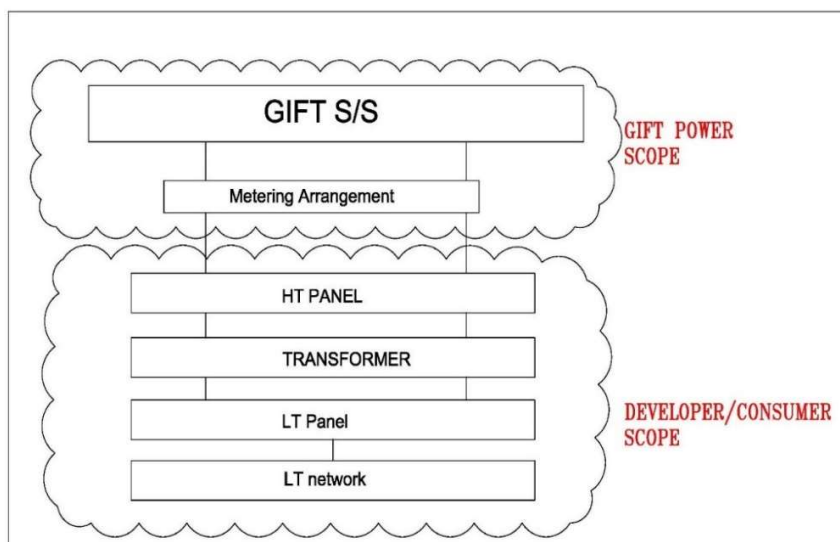 GIFT S/S
GIFT POWER
SCOPE
Metering Arrangement
HT PANEL
TRANSFORMER
LT Panel
DEVELOPER/CONSUMER
SCOPE
LT network